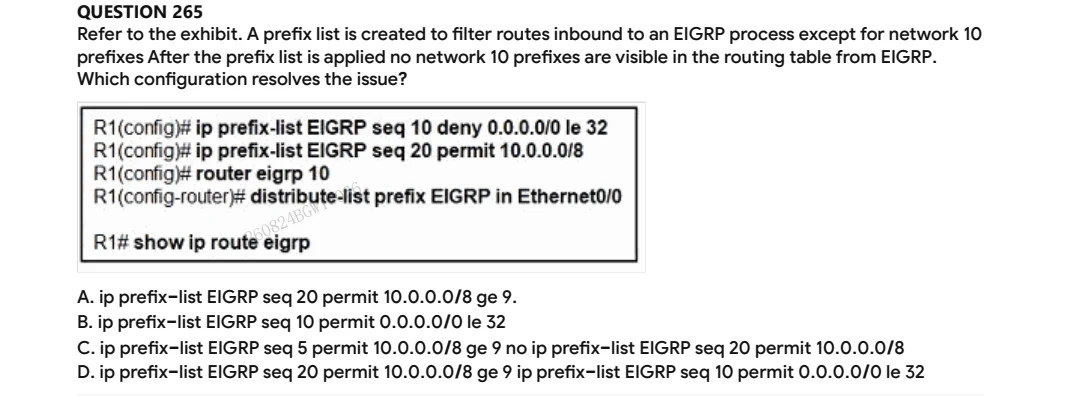 QUESTION 265
Refer to the exhibit. A prefix list is created to filter routes inbound to an EIGRP process except for network 10
prefixes After the prefix list is applied no network 10 prefixes are visible in the routing table from EIGRP.
Which configuration resolves the issue?
R1(config)# ip prefix-list EIGRP seq 10 deny 0.0.0.0/0 le 32
R1(config)# ip prefix-list EIGRP seq 20 permit 10.0.0.0/8
R1(config)# router eigrp 10
R1(config-router)# distribute-list prefix EIGRP in Ethernet0/0
R1# show ip route eigrp
A. ip prefix-list EIGRP seq 20 permit 10.0.0.0/8 ge 9.
B. ip prefix-list EIGRP seq 10 permit 0.0.0.0/0 le 32
C. ip prefix-list EIGRP seq 5 permit 10.0.0.0/8 ge 9 no ip prefix-list EIGRP seq 20 permit 10.0.0.0/8
D. ip prefix-list EIGRP seq 20 permit 10.0.0.0/8 ge 9 ip prefix-list EIGRP seq 10 permit 0.0.0.0/0 le 32